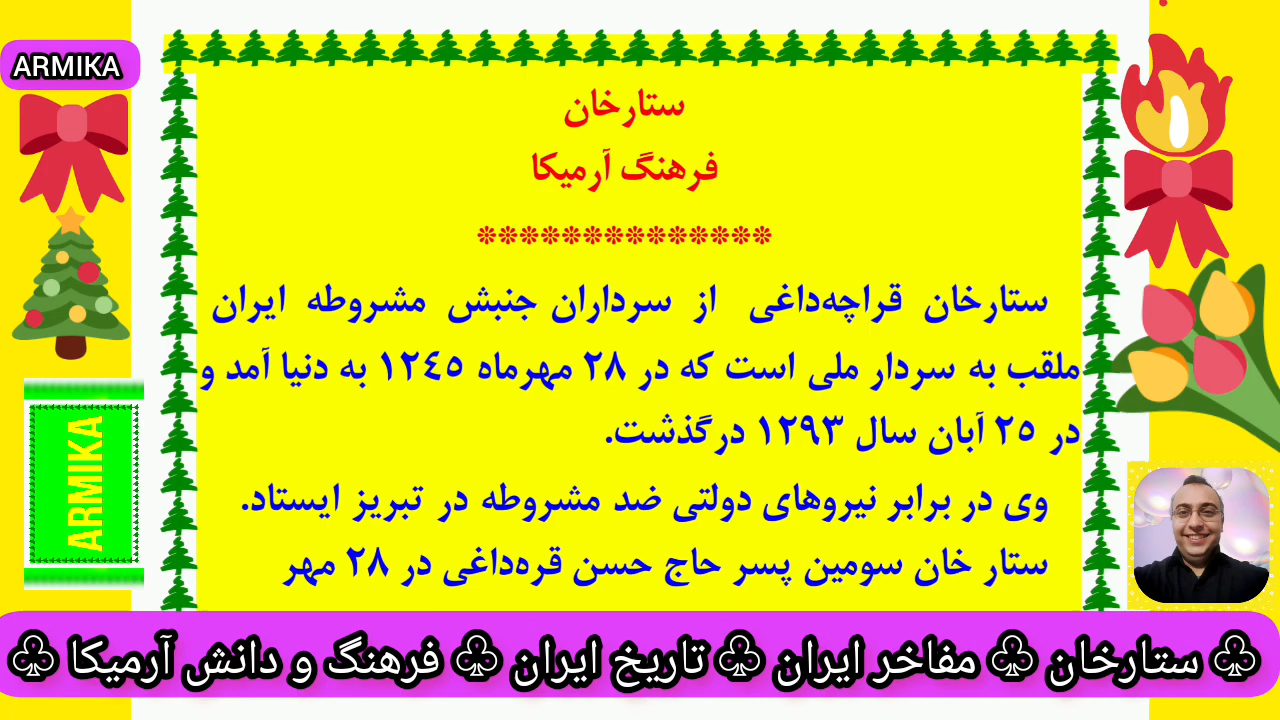 ARMIKA
ستارخان
فرهنگ آرمیکا
*************
ستارخان قراچه‌داغی از سرداران جنبش مشروطه ایران
ملقب به سردار ملی است که در ۲۸ مهرماه ۱۲٤٥ به دنیا آمد و
در ۲٥ آبان سال ۱۲۹۳ درگذشت.
وی در برابر نیروهای دولتی ضد مشروطه در تبریز ایستاد.
ستار خان سومین پسر حاج حسن قره‌داغی در ۲۸ مهر
ARMIKA
♧ ستارخان ♧ مفاخر ایران ♧ تاریخ ایران ♧ فرهنگ و دانش آرمیکا ♧